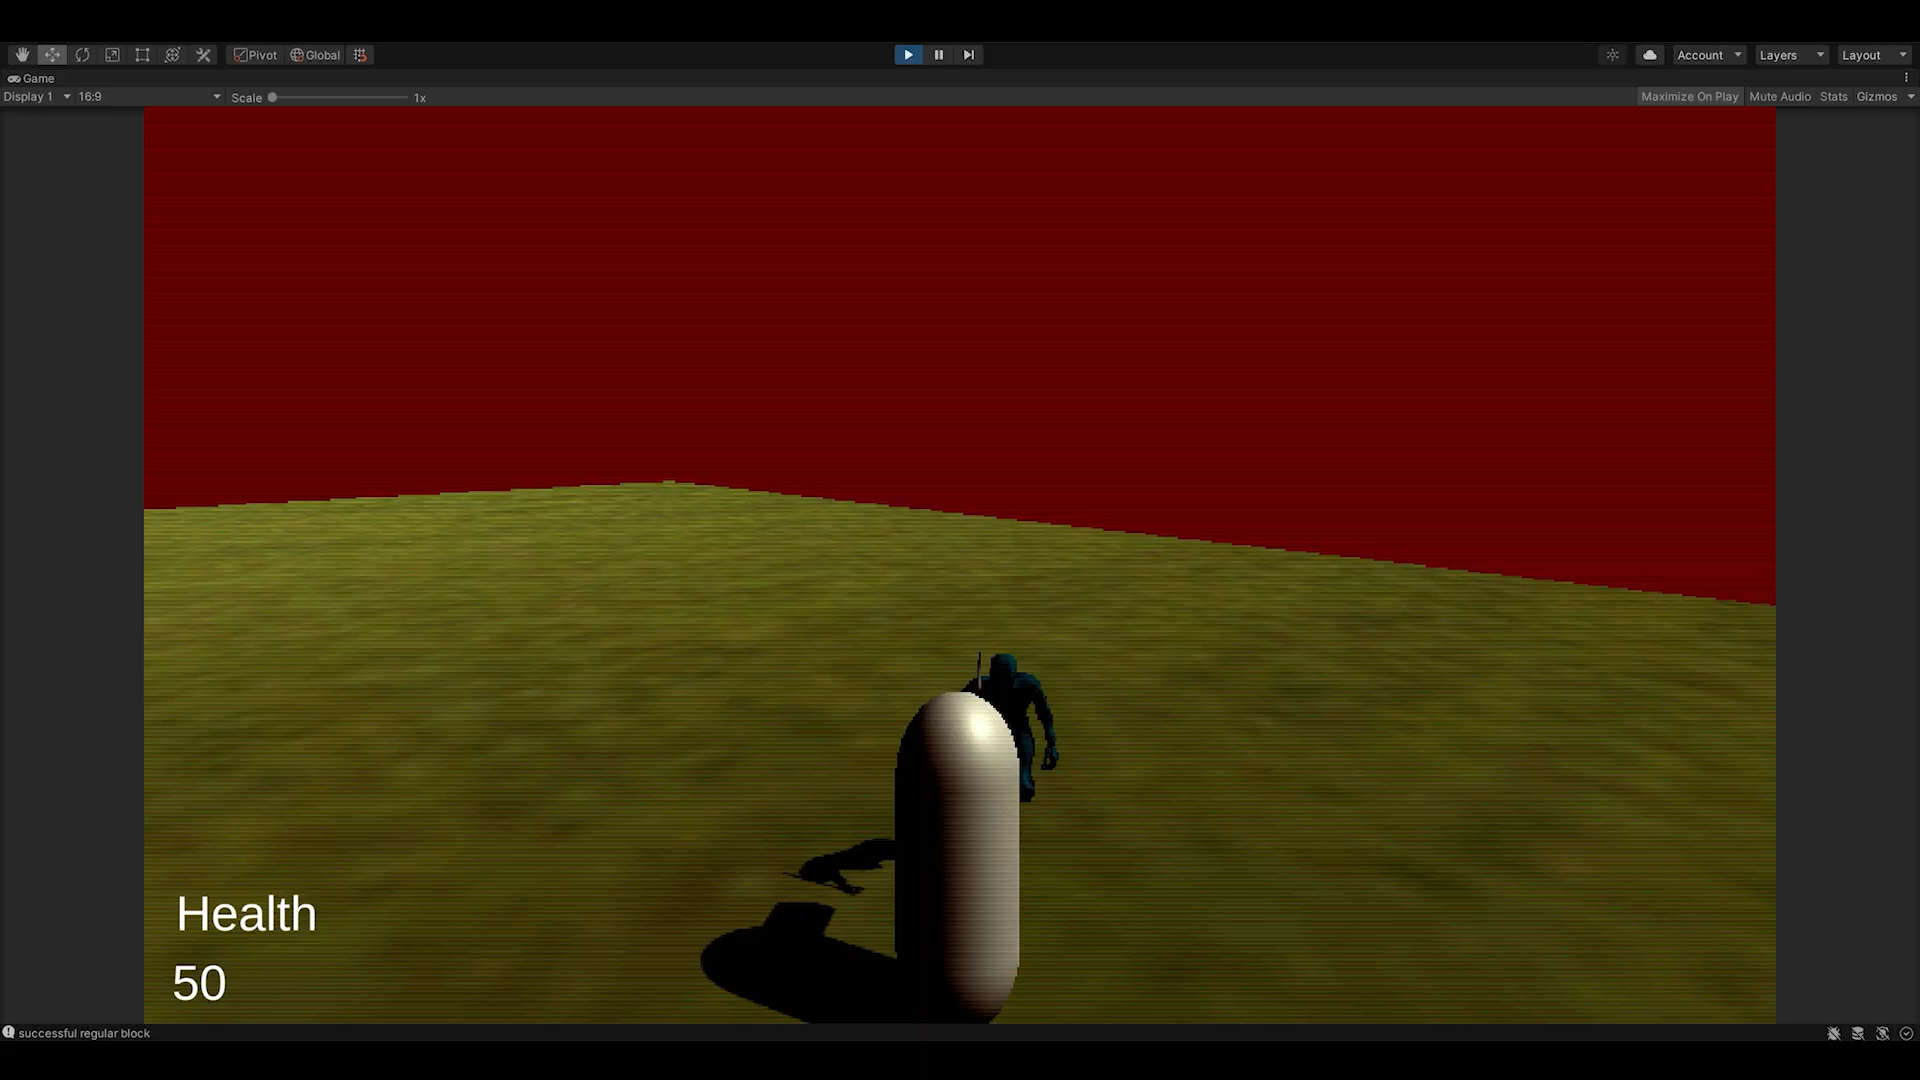 Pivot Global Account Layers Layout
Game
Display 1 16:9 Scale 1x Maximize On Play Mute Audio Stats Gizmos
Health
50
successful regular block